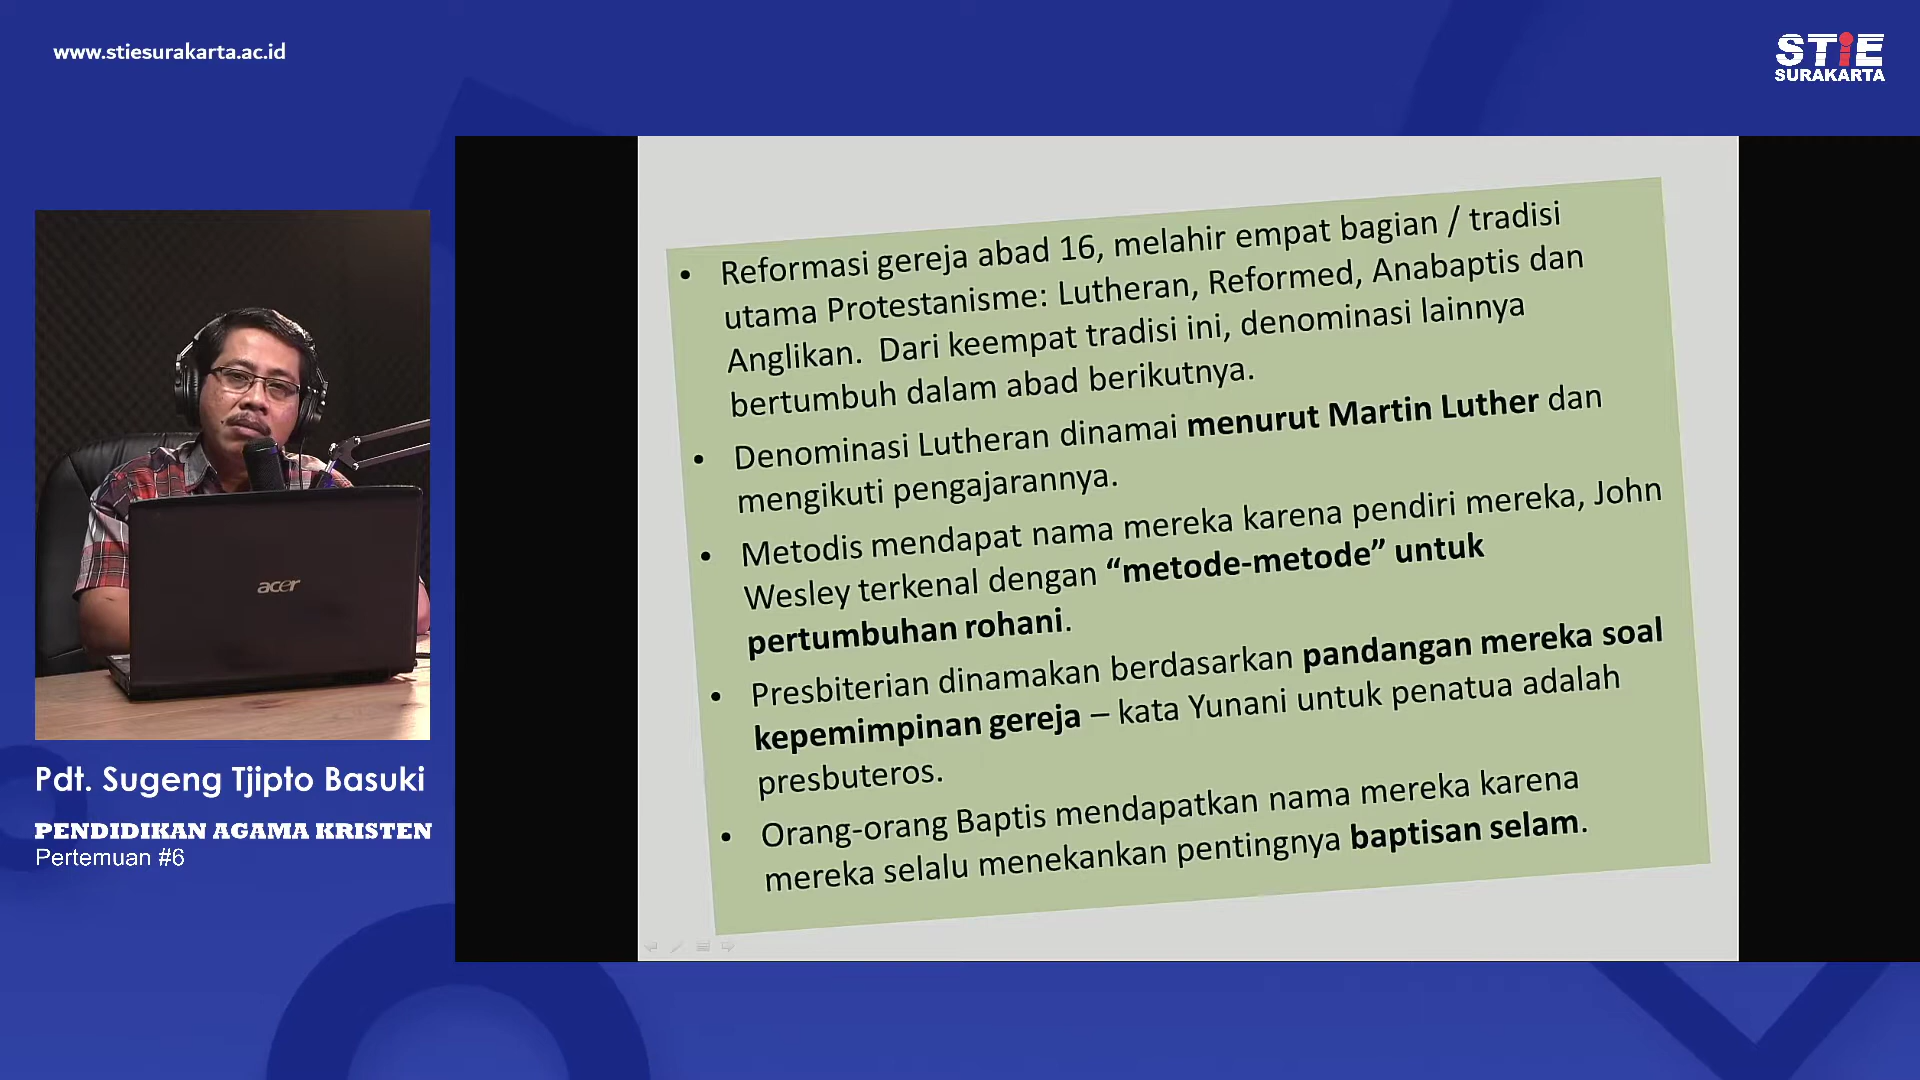 www.stiesurakarta.ac.id
STiE
SURAKARTA
• Reformasi gereja abad 16, melahir empat bagian / tradisi
utama Protestanisme: Lutheran, Reformed, Anabaptis dan
Anglikan. Dari keempat tradisi ini, denominasi lainnya
bertumbuh dalam abad berikutnya.
• Denominasi Lutheran dinamai menurut Martin Luther dan
mengikuti pengajarannya.
• Metodis mendapat nama mereka karena pendiri mereka, John
Wesley terkenal dengan “metode-metode” untuk
pertumbuhan rohani.
• Presbiterian dinamakan berdasarkan pandangan mereka soal
kepemimpinan gereja – kata Yunani untuk penatua adalah
presbuteros.
• Orang-orang Baptis mendapatkan nama mereka karena
mereka selalu menekankan pentingnya baptisan selam.
acer
Pdt. Sugeng Tjipto Basuki
PENDIDIKAN AGAMA KRISTEN
Pertemuan #6